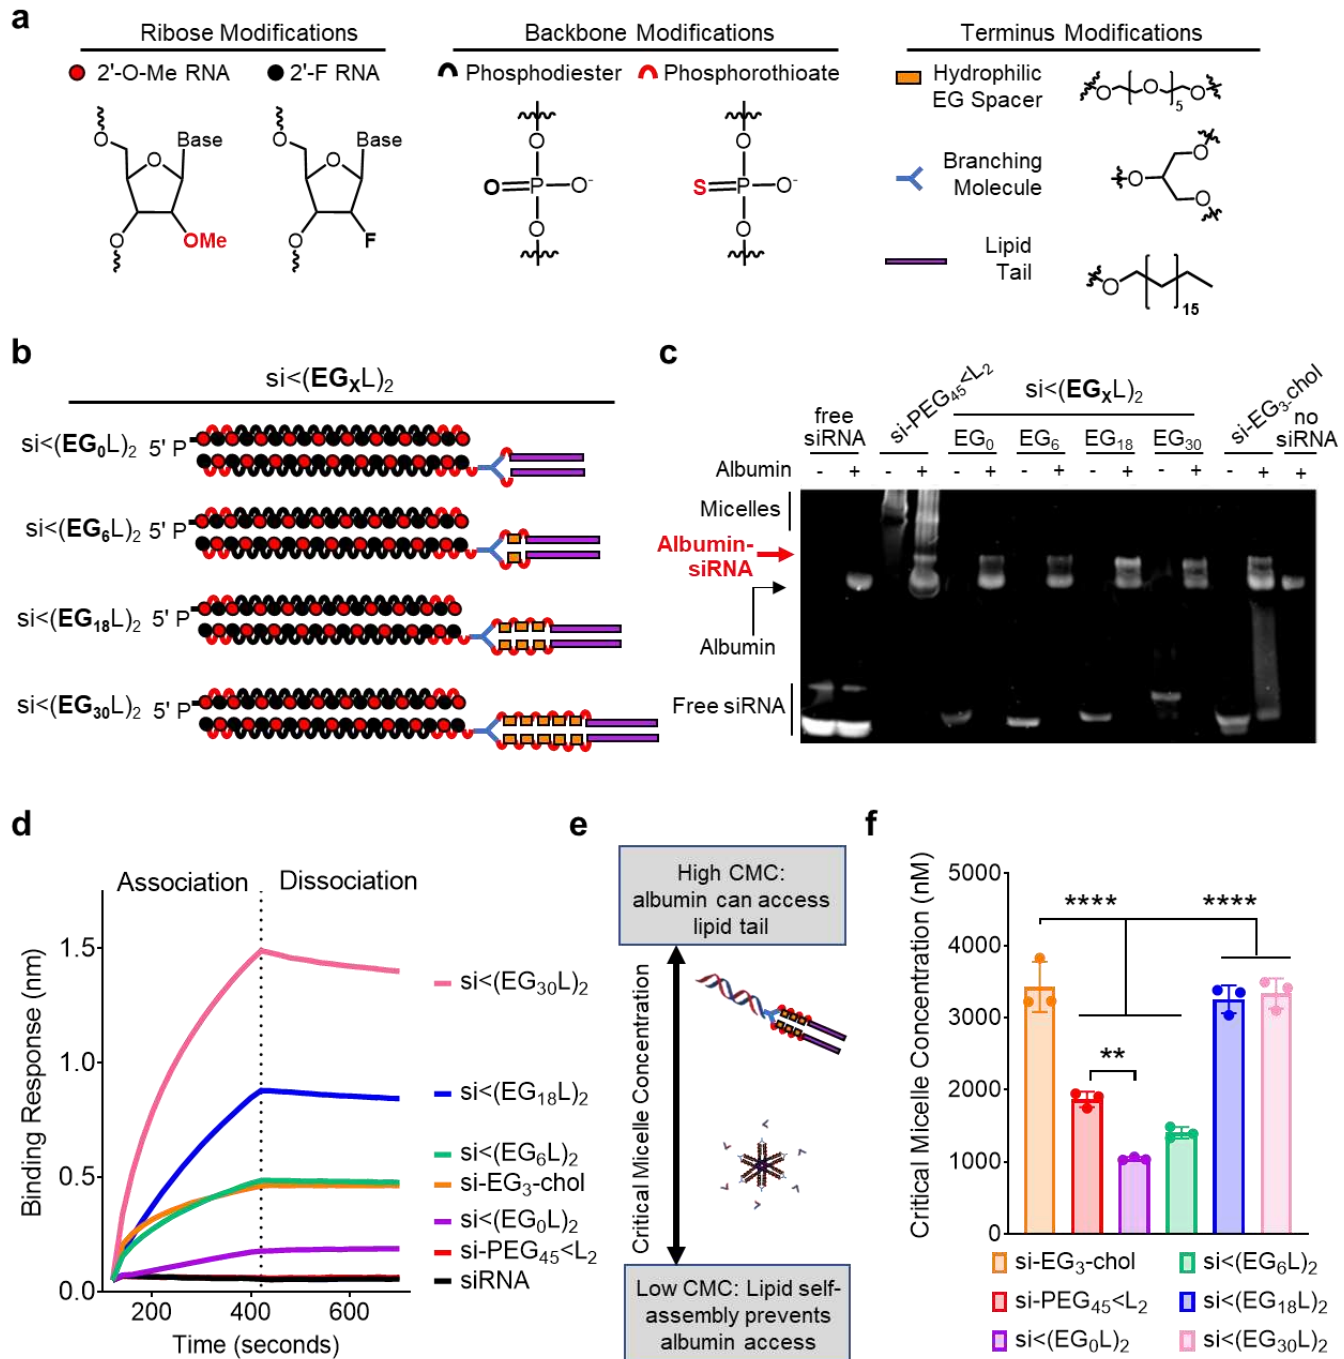 a
Ribose Modifications
Backbone Modifications
Terminus Modifications
2'-O-Me RNA
2'-F RNA
Phosphodiester
Phosphorothioate
Hydrophilic
EG Spacer
O
O
5
O
O
Base
O
O
OMe
O
Base
O
O
F
O
O=P-O-
O
O
S=P-O-
O
Branching
Molecule
O
O
O
Lipid
Tail
O
15
b
si<(EGXL)2
si<(EG0L)2 5' P
si<(EG6L)2 5' P
si<(EG18L)2 5' P
si<(EG30L)2 5' P
c
free
siRNA
si-PEG45<L2
si<(EGXL)2
EG0 EG6 EG18 EG30
si-EG3-chol
no
siRNA
Albumin - + - + - + - + - + - + - + +
Micelles
Albumin-
siRNA
Albumin
Free siRNA
d
Association
Dissociation
Binding Response (nm)
1.5
1.0
0.5
0.0
200 400 600
Time (seconds)
si<(EG30L)2
si<(EG18L)2
si<(EG6L)2
si-EG3-chol
si<(EG0L)2
si-PEG45<L2
siRNA
e
High CMC:
albumin can access
lipid tail
Critical Micelle Concentration
Low CMC: Lipid self-
assembly prevents
albumin access
f
Critical Micelle Concentration (nM)
5000
4000
3000
2000
1000
0
**** ****
**
si-EG3-chol
si-PEG45<L2
si<(EG0L)2
si<(EG6L)2
si<(EG18L)2
si<(EG30L)2